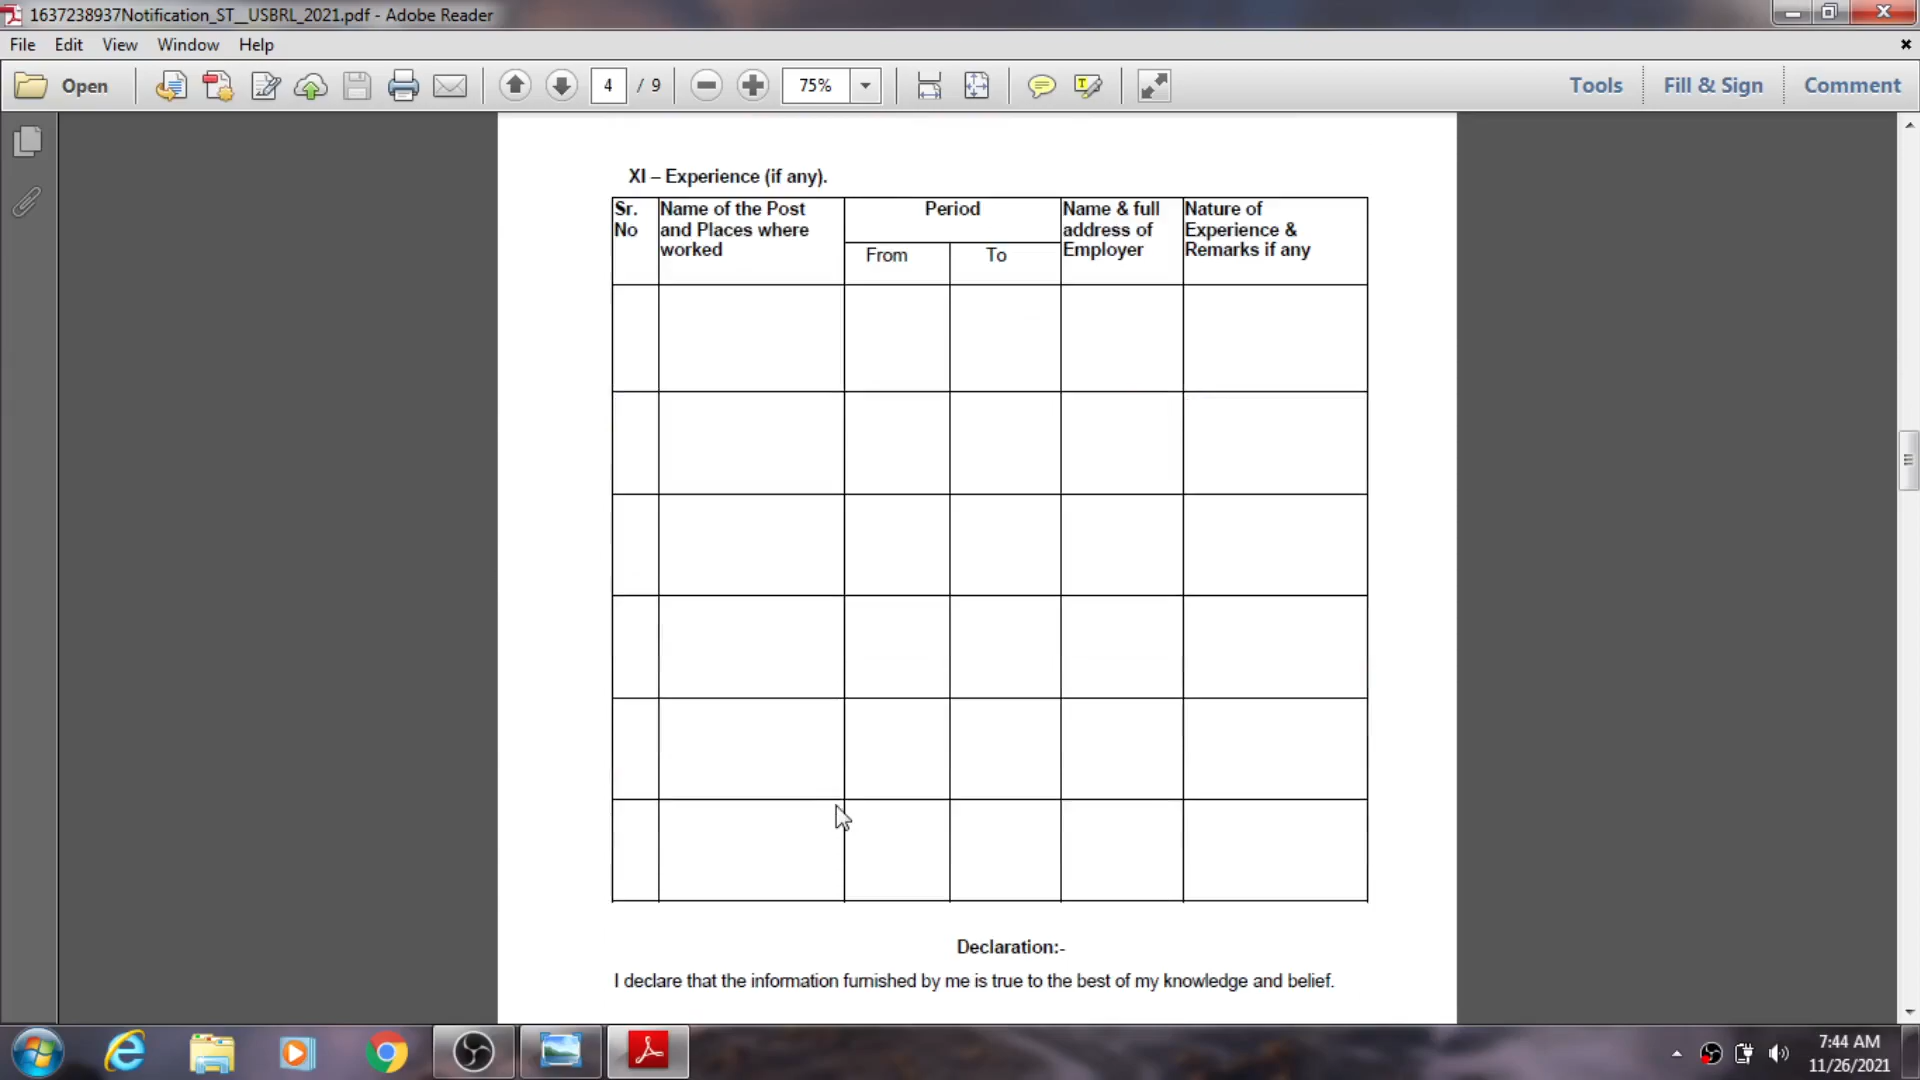 1637238937Notification_ST__USBRL_2021.pdf - Adobe Reader
File Edit View Window Help
Open 4 / 9 75% Tools Fill & Sign Comment
XI – Experience (if any).
Sr. No
Name of the Post and Places where worked
Period
From
To
Name & full address of Employer
Nature of Experience & Remarks if any
Declaration:-
I declare that the information furnished by me is true to the best of my knowledge and belief.
7:44 AM
11/26/2021